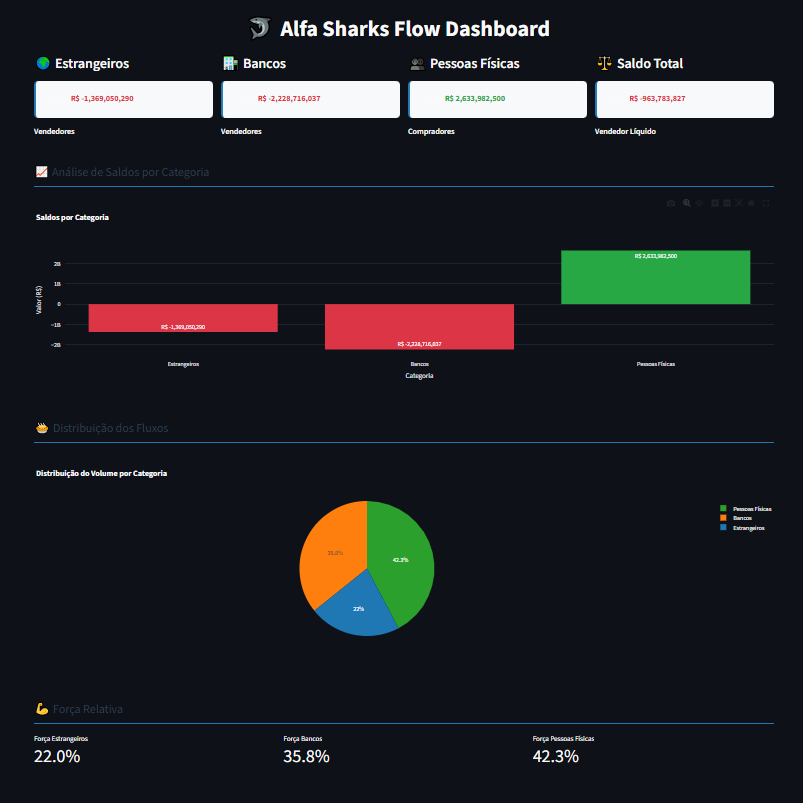 Alfa Sharks Flow Dashboard
Estrangeiros
Bancos
Pessoas Físicas
Saldo Total
R$ -1,369,050,290
R$ -2,228,716,037
R$ 2,633,982,500
R$ -963,783,827
Vendedores
Vendedores
Compradores
Vendedor Líquido
Análise de Saldos por Categoria
Saldos por Categoria
Valor (R$)
2B
1B
0
−1B
−2B
R$ -1,369,050,290
R$ -2,228,716,037
R$ 2,633,982,500
Estrangeiros
Bancos
Pessoas Físicas
Categoria
Distribuição dos Fluxos
Distribuição do Volume por Categoria
35.8%
42.3%
22%
Pessoas Físicas
Bancos
Estrangeiros
Força Relativa
Força Estrangeiros
22.0%
Força Bancos
35.8%
Força Pessoas Físicas
42.3%